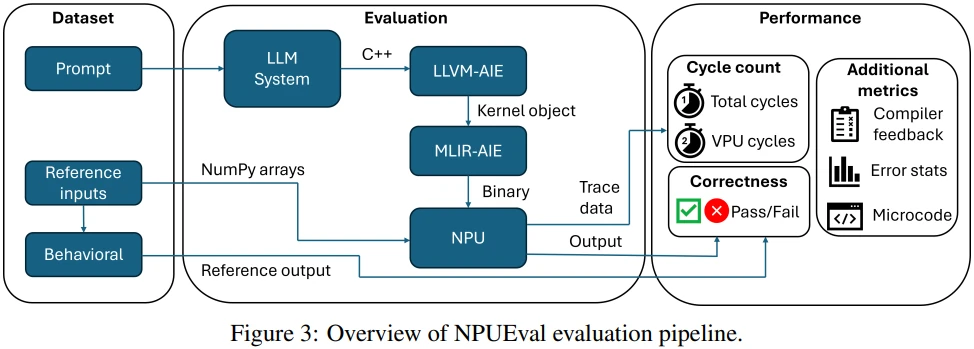 Dataset
Prompt
Reference
inputs
Behavioral
Evaluation
LLM
System
C++
LLVM-AIE
Kernel object
MLIR-AIE
NumPy arrays
Binary
NPU
Trace
data
Output
Reference output
Performance
Cycle count
1
Total cycles
2
VPU cycles
Correctness
Pass/Fail
Additional
metrics
Compiler
feedback
Error stats
</>
Microcode
Figure 3: Overview of NPUEval evaluation pipeline.